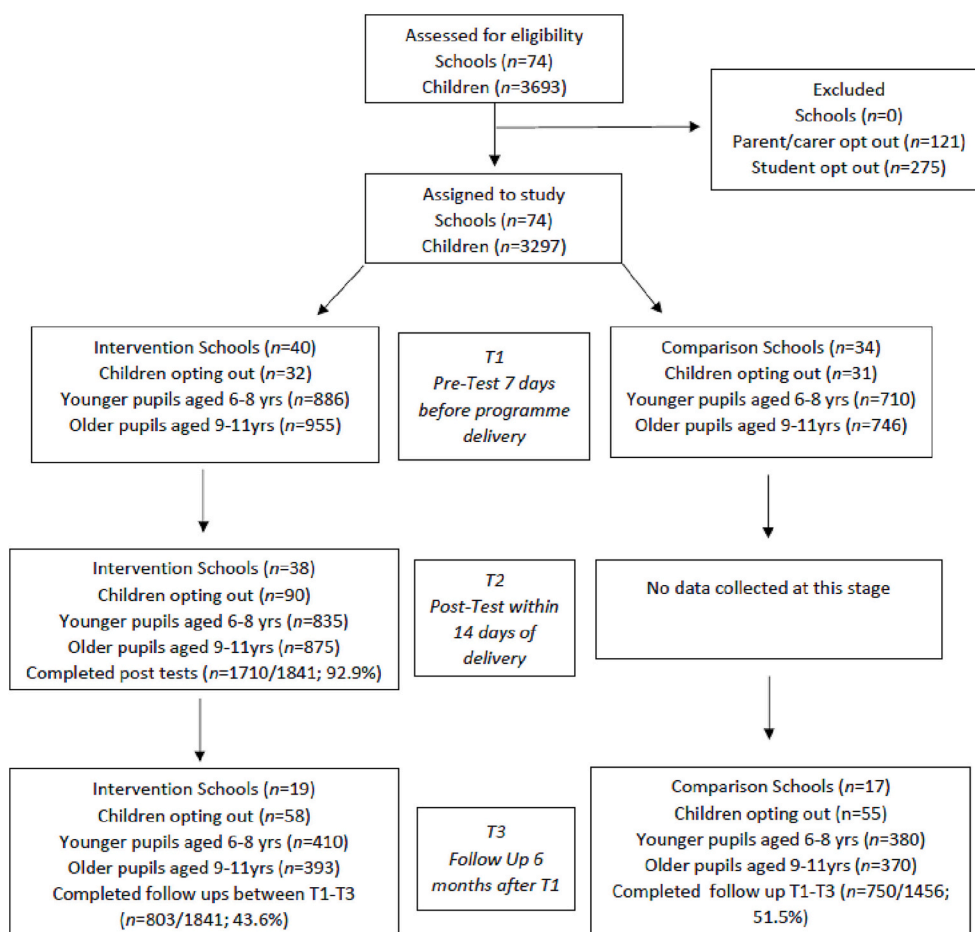 Assessed for eligibility
Schools (n=74)
Children (n=3693)
Excluded
Schools (n=0)
Parent/carer opt out (n=121)
Student opt out (n=275)
Assigned to study
Schools (n=74)
Children (n=3297)
Intervention Schools (n=40)
Children opting out (n=32)
Younger pupils aged 6-8 yrs (n=886)
Older pupils aged 9-11yrs (n=955)
T1
Pre-Test 7 days
before programme
delivery
Comparison Schools (n=34)
Children opting out (n=31)
Younger pupils aged 6-8 yrs (n=710)
Older pupils aged 9-11yrs (n=746)
Intervention Schools (n=38)
Children opting out (n=90)
Younger pupils aged 6-8 yrs (n=835)
Older pupils aged 9-11yrs (n=875)
Completed post tests (n=1710/1841; 92.9%)
T2
Post-Test within
14 days of
delivery
No data collected at this stage
Intervention Schools (n=19)
Children opting out (n=58)
Younger pupils aged 6-8 yrs (n=410)
Older pupils aged 9-11yrs (n=393)
Completed follow ups between T1-T3
(n=803/1841; 43.6%)
T3
Follow Up 6
months after T1
Comparison Schools (n=17)
Children opting out (n=55)
Younger pupils aged 6-8 yrs (n=380)
Older pupils aged 9-11yrs (n=370)
Completed follow up T1-T3 (n=750/1456;
51.5%)